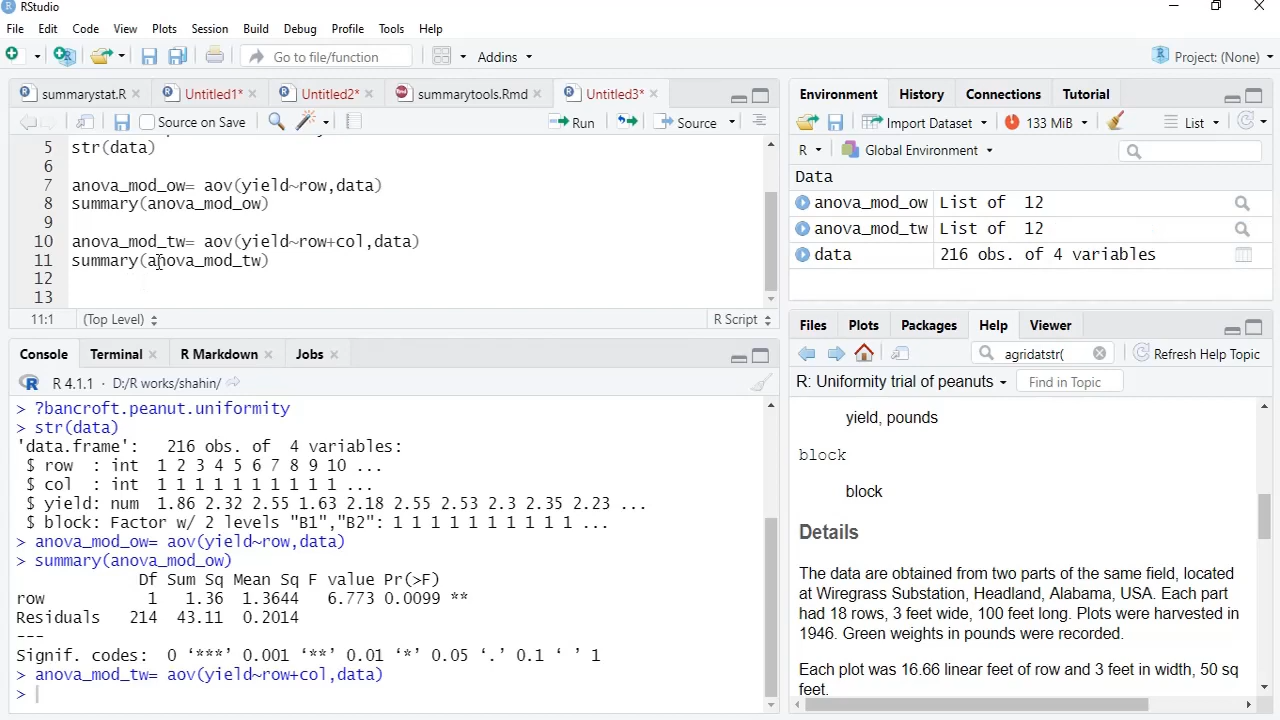 RStudio
File Edit Code View Plots Session Build Debug Profile Tools Help
Go to file/function Addins Project: (None)
summarystat.R Untitled1* Untitled2* summarytools.Rmd Untitled3*
Source on Save Run Source
5 str(data)
6
7 anova_mod_ow= aov(yield~row,data)
8 summary(anova_mod_ow)
9
10 anova_mod_tw= aov(yield~row+col,data)
11 summary(anova_mod_tw)
12
13
11:1 (Top Level) R Script
Console Terminal R Markdown Jobs
R 4.1.1 · D:/R works/shahin/
> ?bancroft.peanut.uniformity
> str(data)
'data.frame': 216 obs. of 4 variables:
$ row : int 1 2 3 4 5 6 7 8 9 10 ...
$ col : int 1 1 1 1 1 1 1 1 1 1 ...
$ yield: num 1.86 2.32 2.55 1.63 2.18 2.55 2.53 2.3 2.35 2.23 ...
$ block: Factor w/ 2 levels "B1","B2": 1 1 1 1 1 1 1 1 1 1 ...
> anova_mod_ow= aov(yield~row,data)
> summary(anova_mod_ow)
Df Sum Sq Mean Sq F value Pr(>F)
row 1 1.36 1.3644 6.773 0.0099 **
Residuals 214 43.11 0.2014
---
Signif. codes: 0 ‘***’ 0.001 ‘**’ 0.01 ‘*’ 0.05 ‘.’ 0.1 ‘ ’ 1
> anova_mod_tw= aov(yield~row+col,data)
>
Environment History Connections Tutorial
Import Dataset 133 MiB List
R Global Environment
Data
anova_mod_ow List of 12
anova_mod_tw List of 12
data 216 obs. of 4 variables
Files Plots Packages Help Viewer
agridatstr( Refresh Help Topic
R: Uniformity trial of peanuts Find in Topic
yield, pounds
block
block
Details
The data are obtained from two parts of the same field, located
at Wiregrass Substation, Headland, Alabama, USA. Each part
had 18 rows, 3 feet wide, 100 feet long. Plots were harvested in
1946. Green weights in pounds were recorded.
Each plot was 16.66 linear feet of row and 3 feet in width, 50 sq
feet.